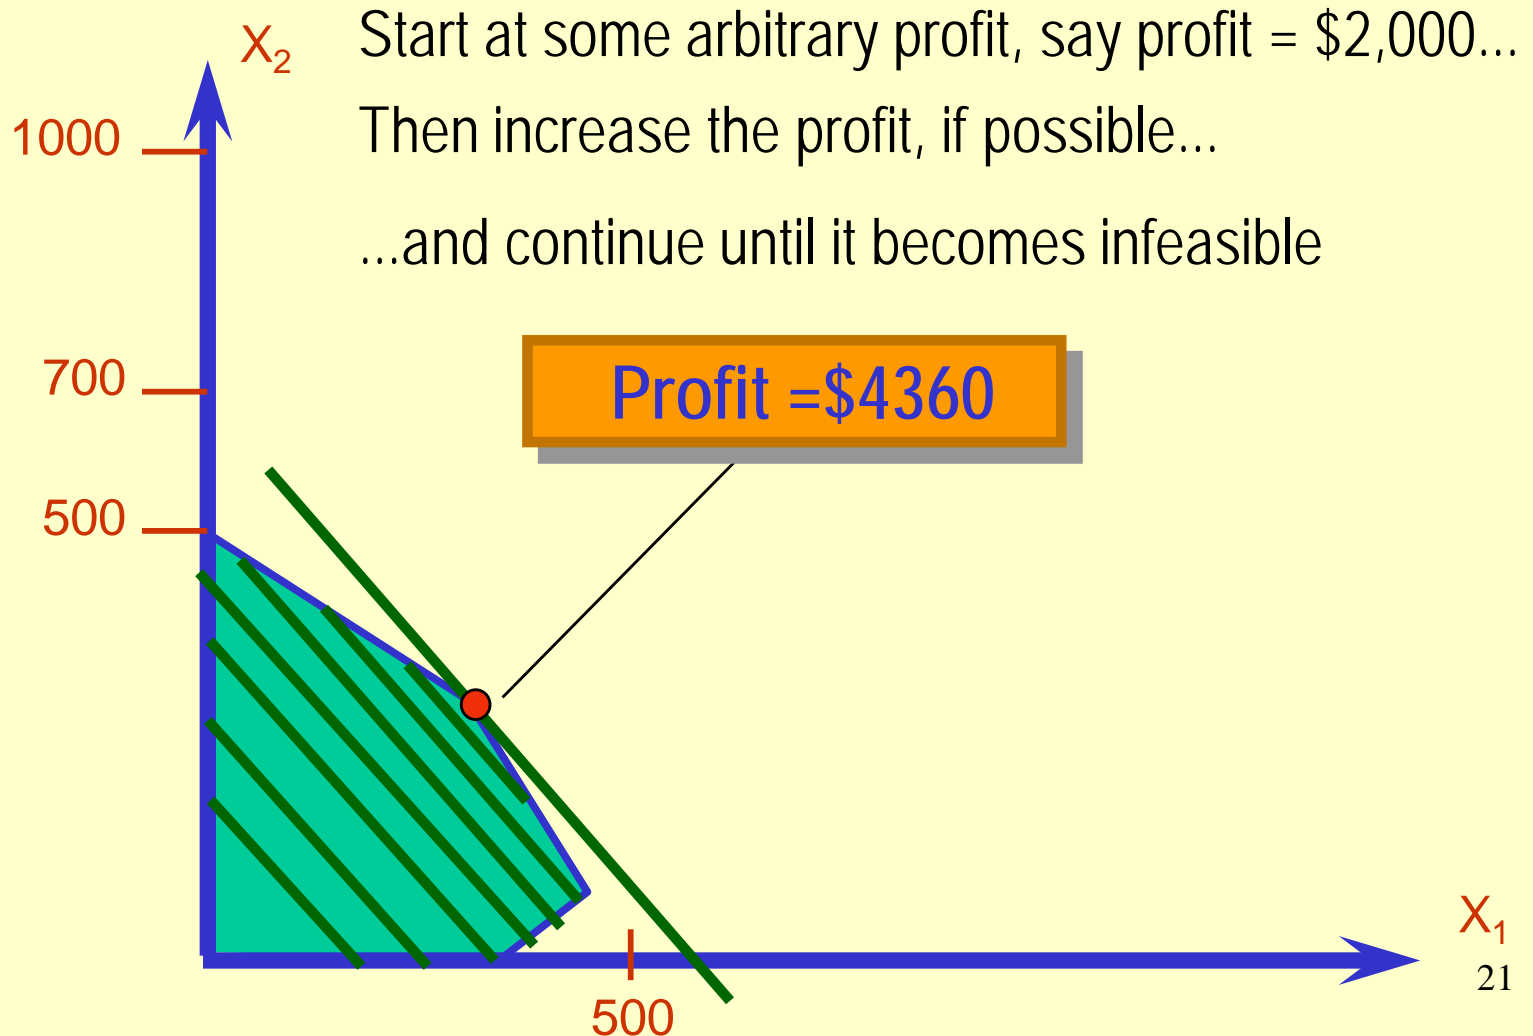 Start at some arbitrary profit, say profit = $2,000...
X₂
Then increase the profit, if possible...
1000
...and continue until it becomes infeasible
700
Profit =$4360
500
X₁
21
500